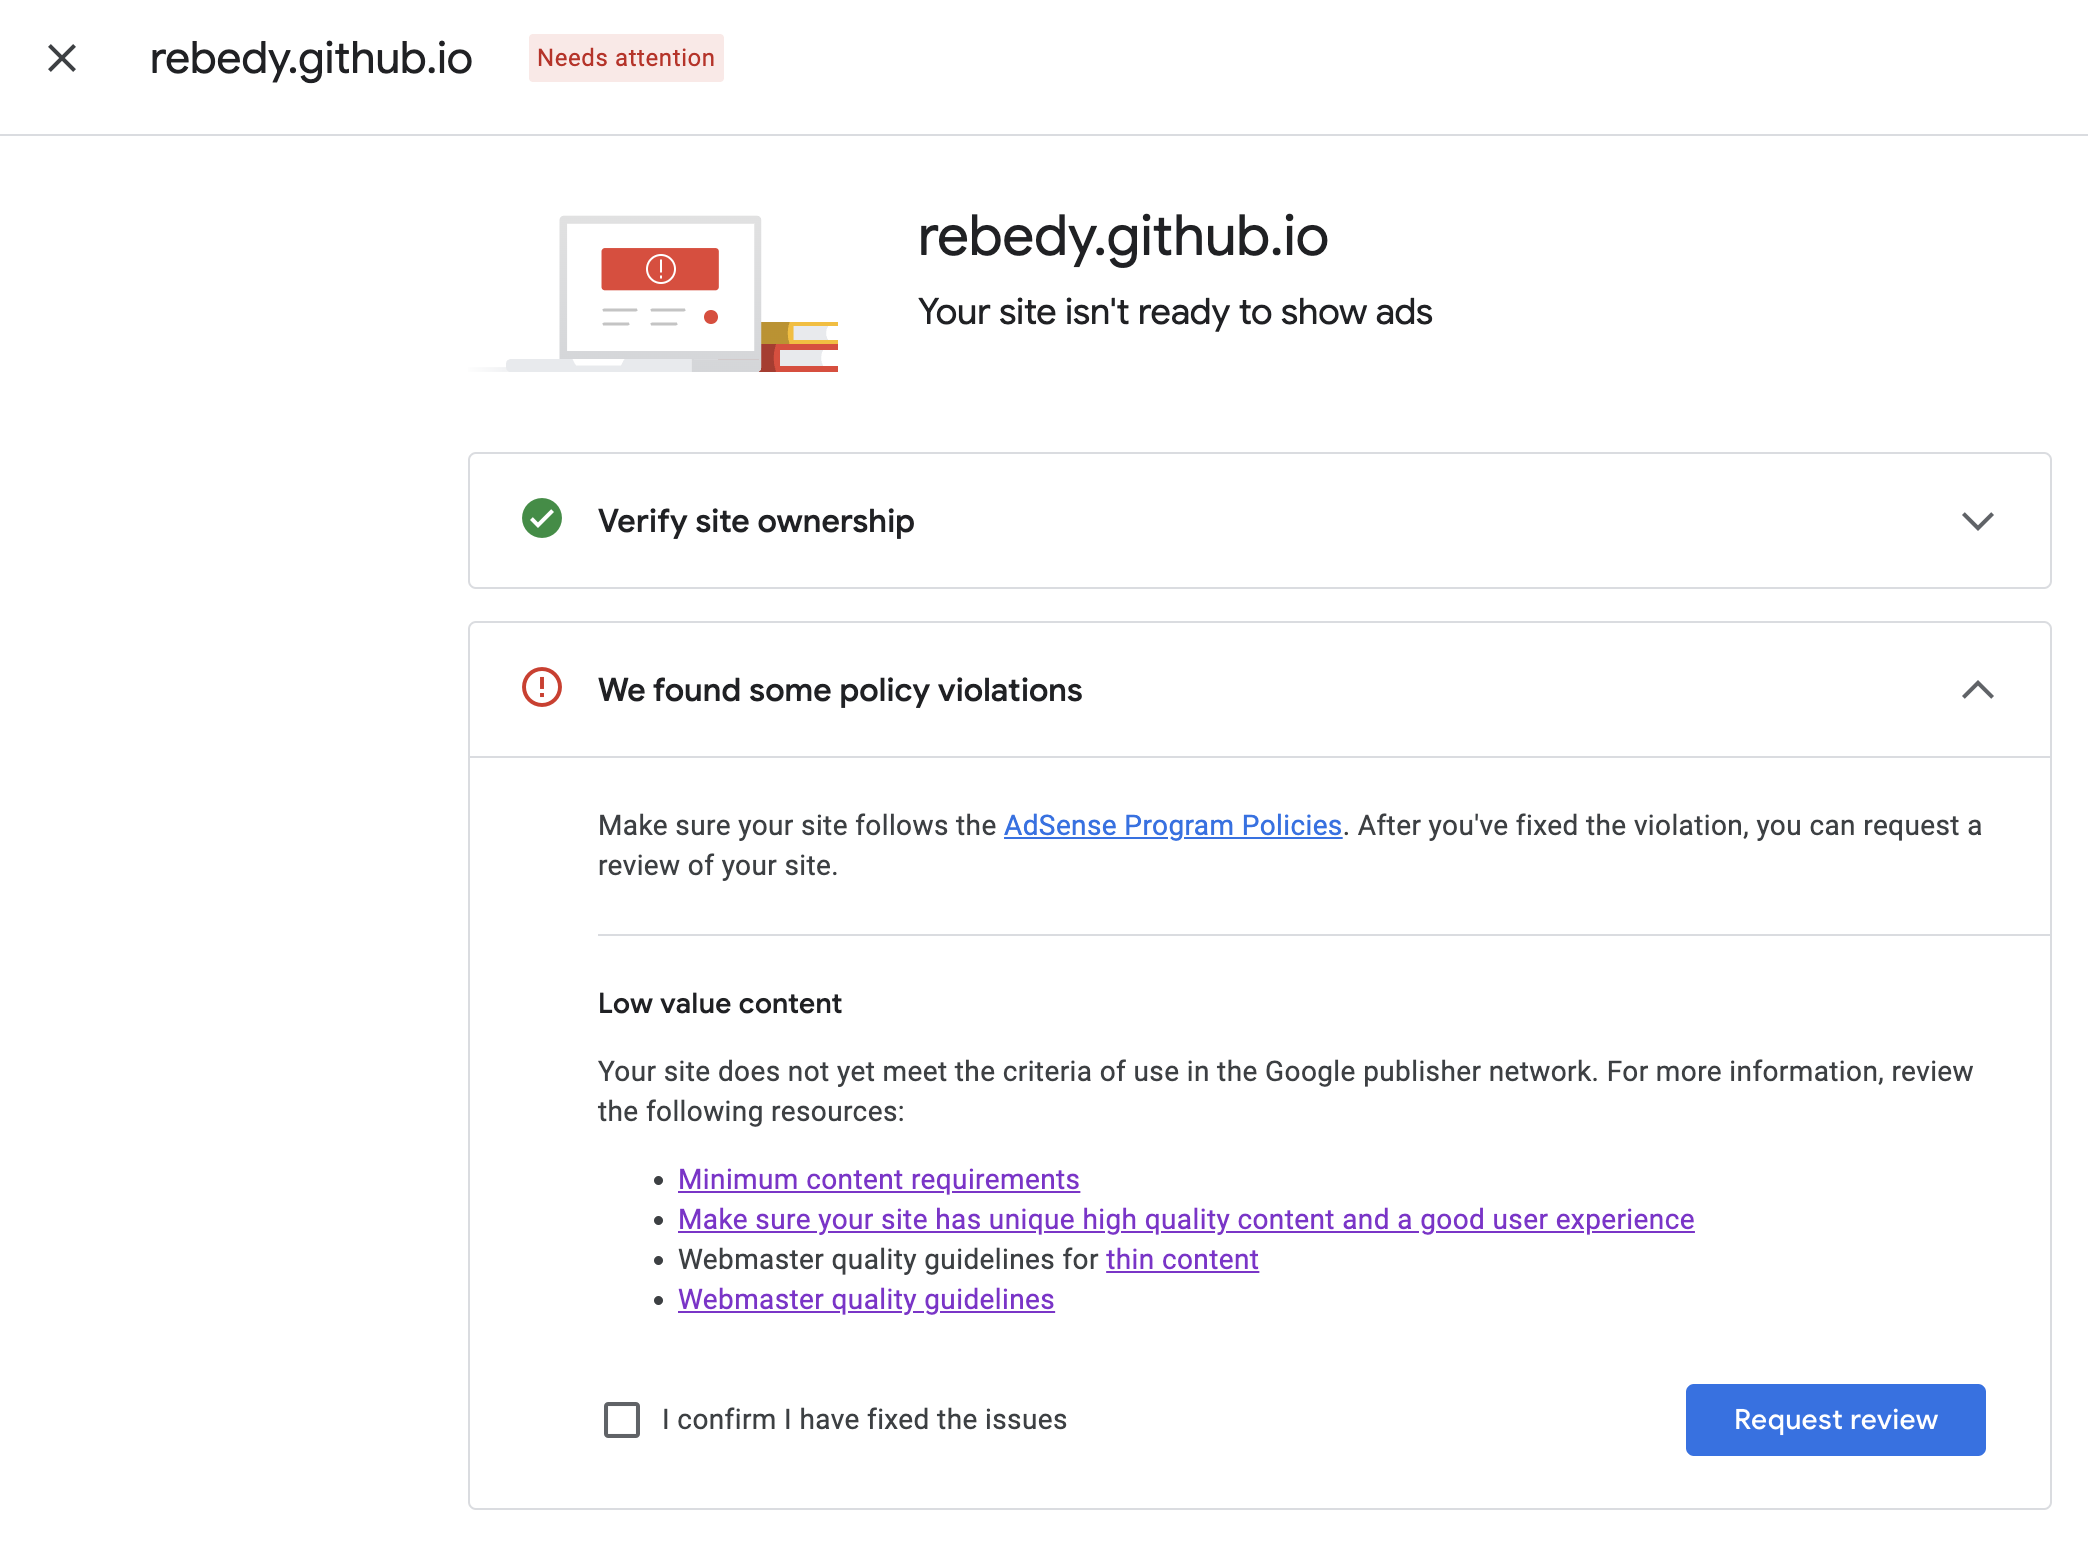 rebedy.github.io
Needs attention
rebedy.github.io
Your site isn't ready to show ads
Verify site ownership
We found some policy violations
Make sure your site follows the AdSense Program Policies. After you've fixed the violation, you can request a
review of your site.
Low value content
Your site does not yet meet the criteria of use in the Google publisher network. For more information, review
the following resources:
• Minimum content requirements
• Make sure your site has unique high quality content and a good user experience
• Webmaster quality guidelines for thin content
• Webmaster quality guidelines
I confirm I have fixed the issues
Request review